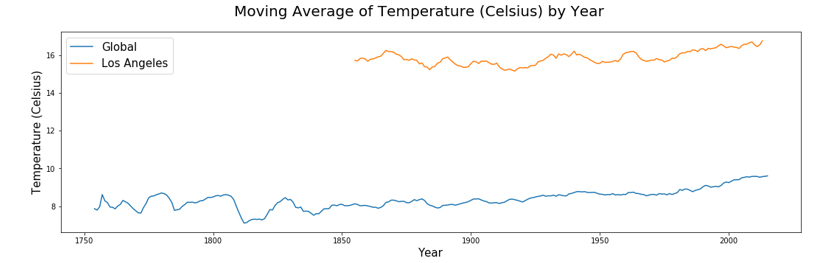 Moving Average of Temperature (Celsius) by Year
Global
Los Angeles
Temperature (Celsius)
16
14
12
10
8
1750
1800
1850
1900
1950
2000
Year